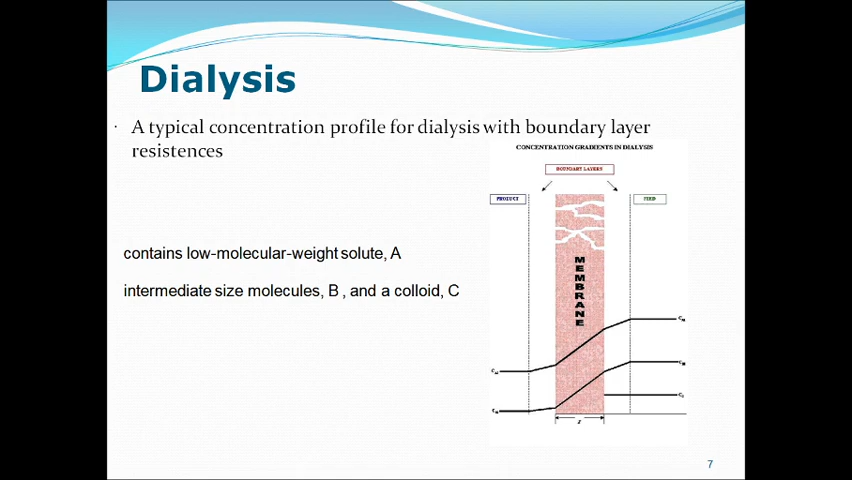 Dialysis
· A typical concentration profile for dialysis with boundary layer
resistences
CONCENTRATION GRADIENTS IN DIALYSIS
BOUNDARY LAYERS
PRODUCT
FEED
contains low-molecular-weight solute, A
intermediate size molecules, B , and a colloid, C
MEMBRANE
7